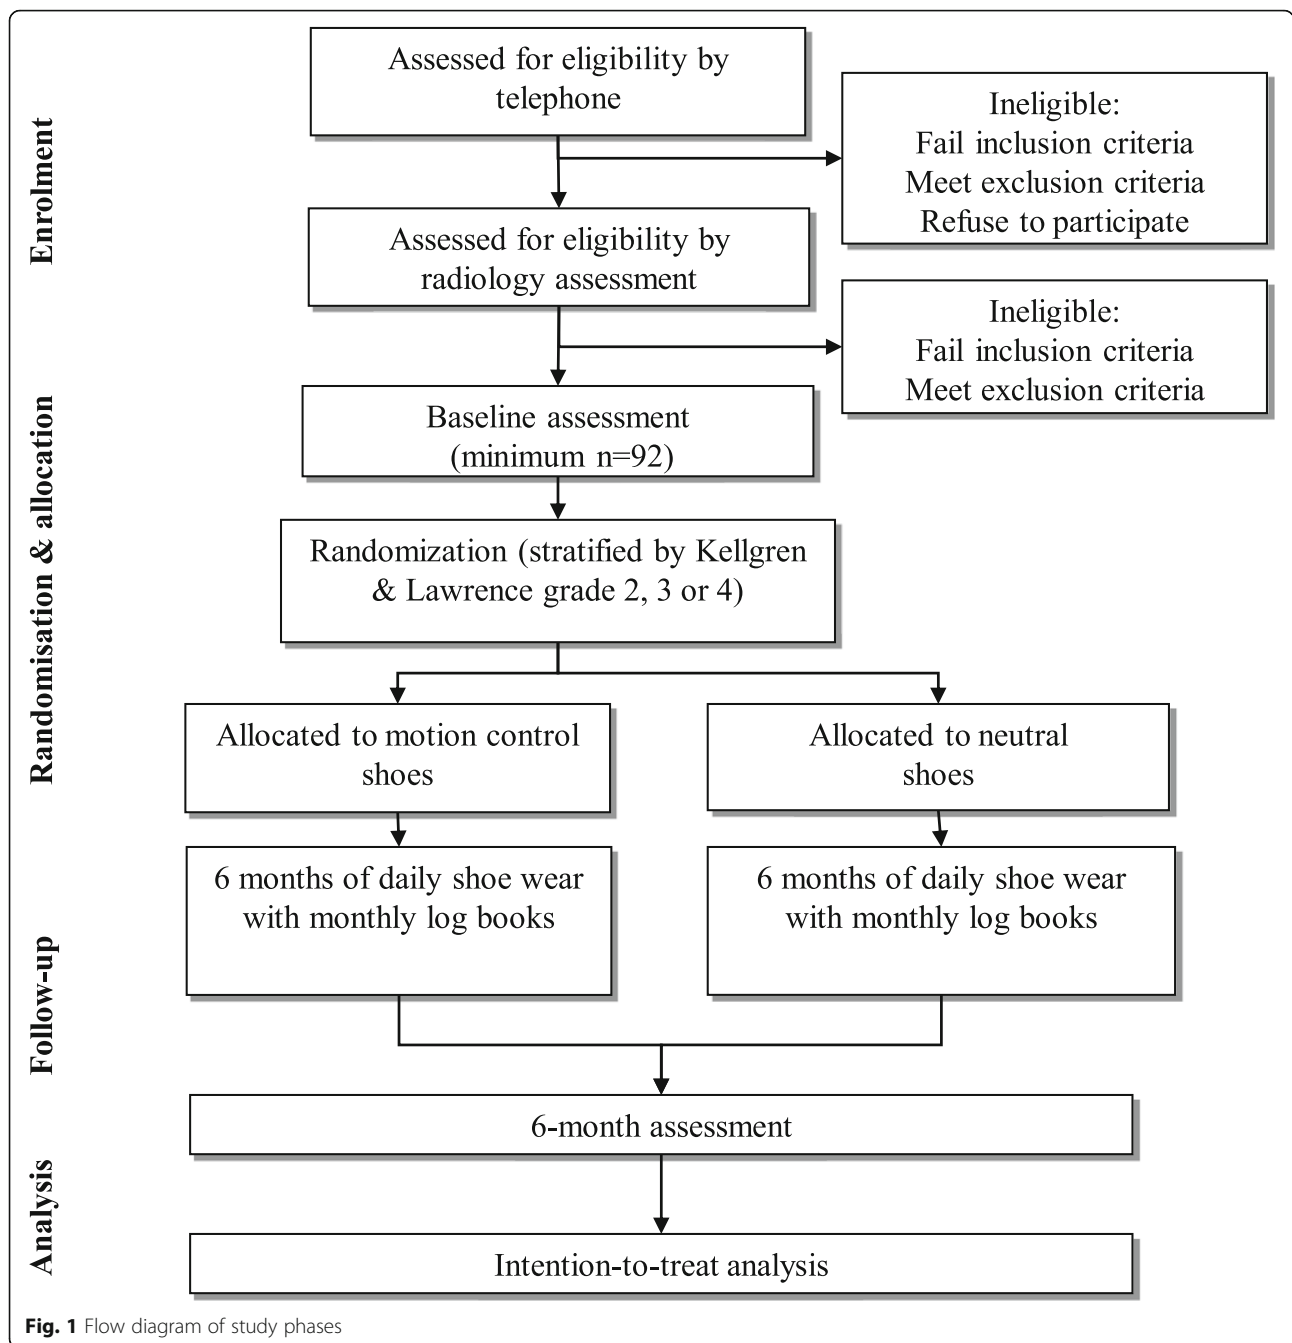 Enrolment
Assessed for eligibility by
telephone
Ineligible:
Fail inclusion criteria
Meet exclusion criteria
Refuse to participate
Assessed for eligibility by
radiology assessment
Ineligible:
Fail inclusion criteria
Meet exclusion criteria
Randomisation & allocation
Baseline assessment
(minimum n=92)
Randomization (stratified by Kellgren
& Lawrence grade 2, 3 or 4)
Allocated to motion control
shoes
Allocated to neutral
shoes
Follow-up
6 months of daily shoe wear
with monthly log books
6 months of daily shoe wear
with monthly log books
6-month assessment
Analysis
Intention-to-treat analysis
Fig. 1 Flow diagram of study phases